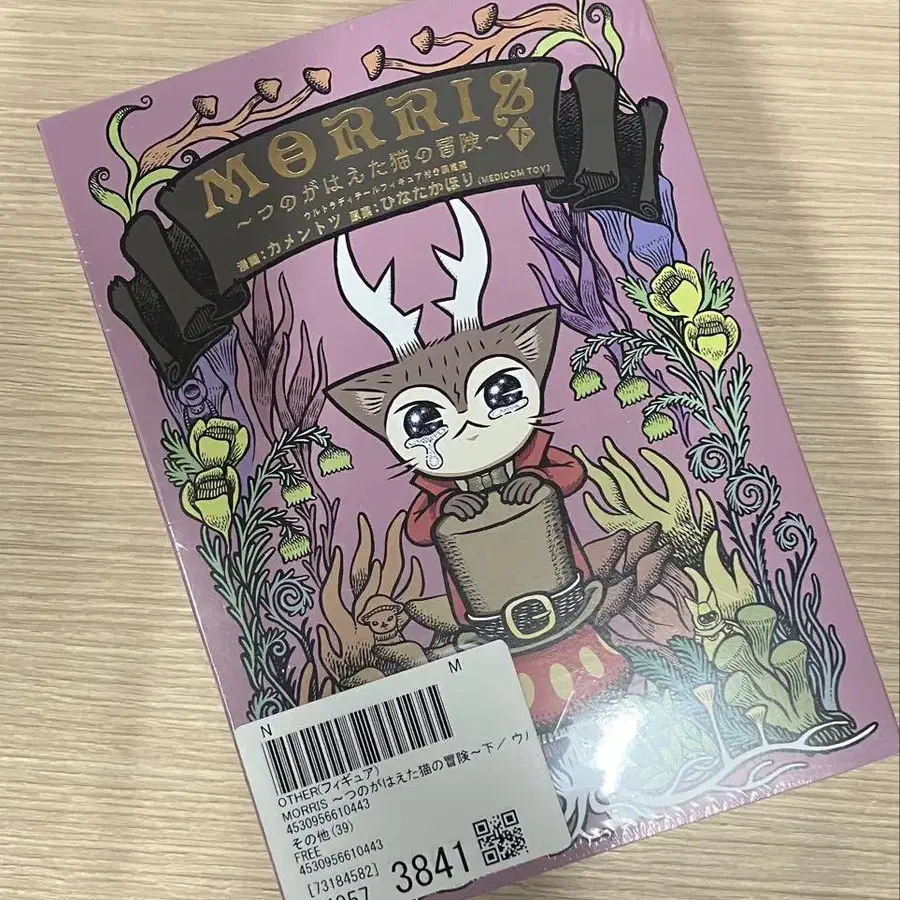 MORRIS
～つのがはえた猫の冒険～下
ウルトラディテールフィギュア付き限定版
漫画:カメントツ 原案:ひなたかほり(MEDICOM TOY)
N M
OTHER(フィギュア)
MORRIS ～つのがはえた猫の冒険～下／ウル
4530956610443
その他(39)
FREE
4530956610443
[73184582]
3841